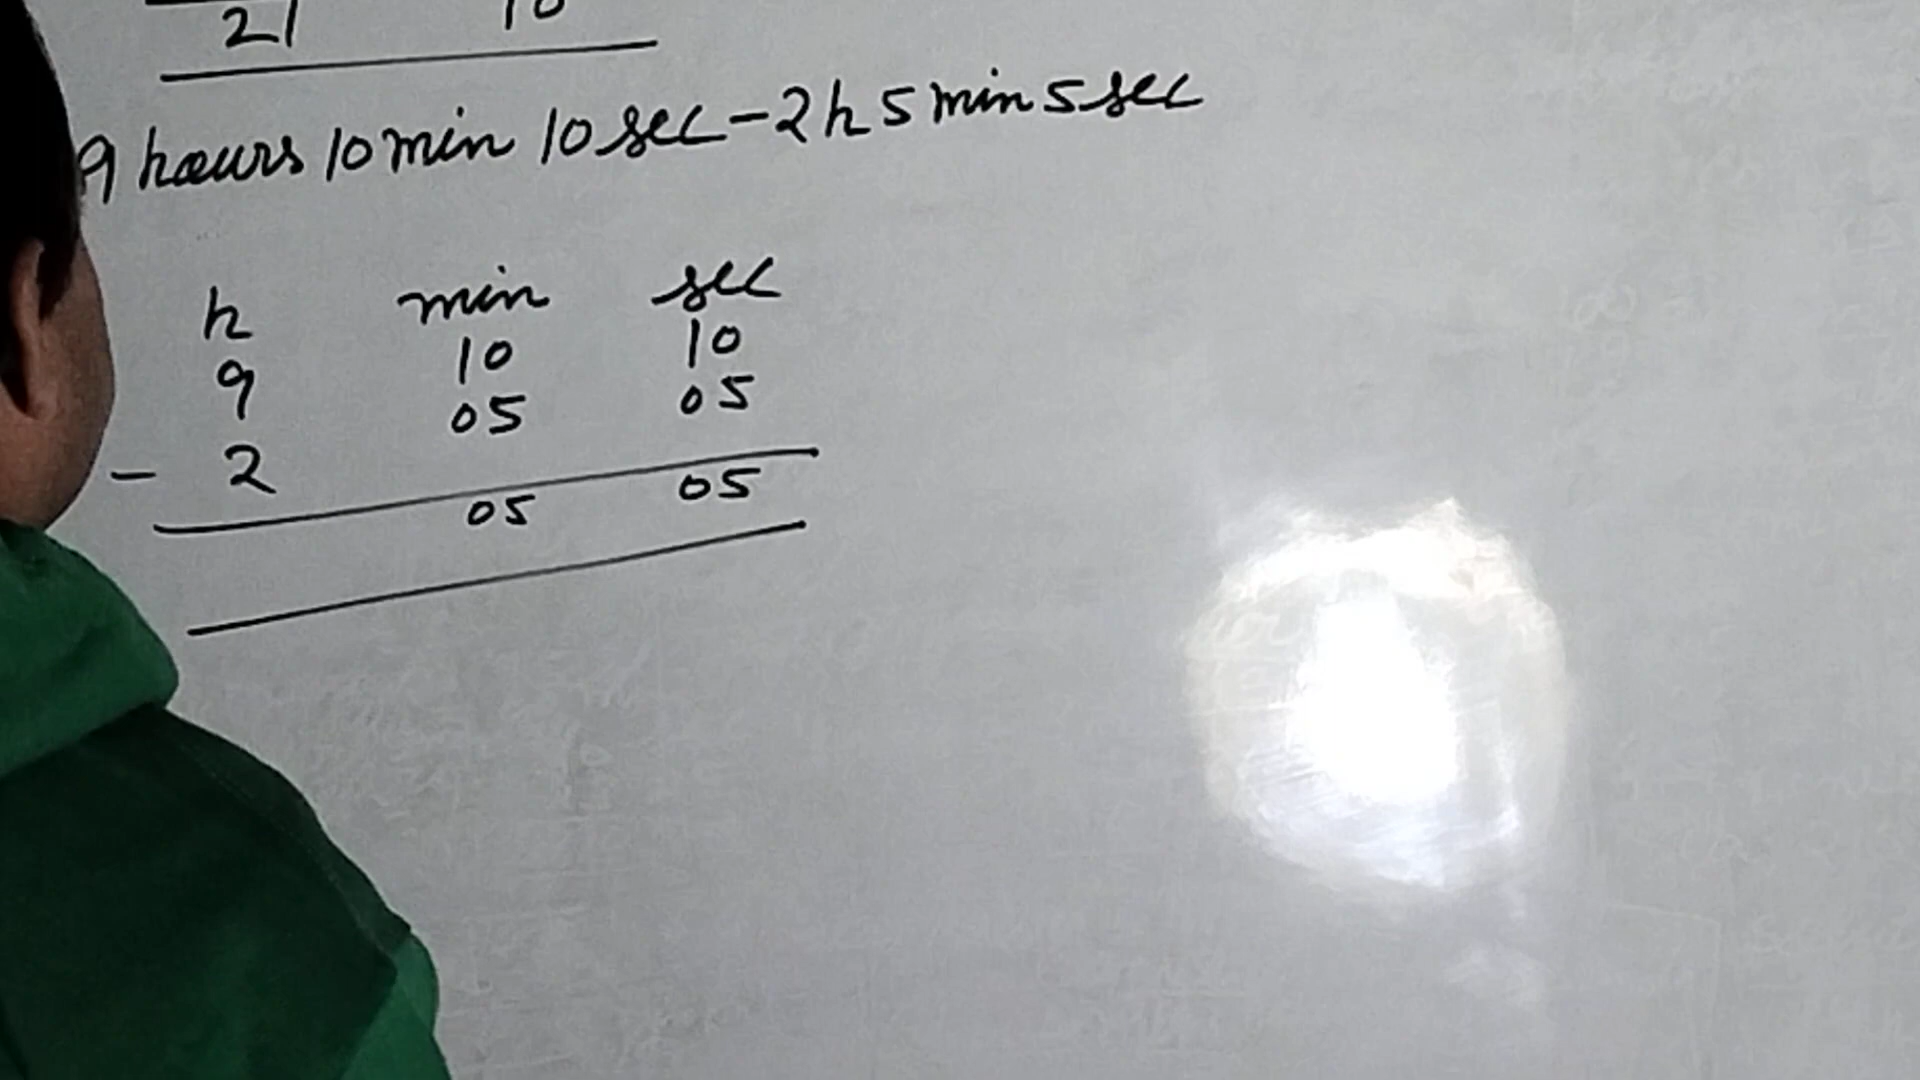 21 10
9 hours 10 min 10 sec - 2 h 5 min 5 sec
h min sec
9 10 10
- 2 05 05
05 05